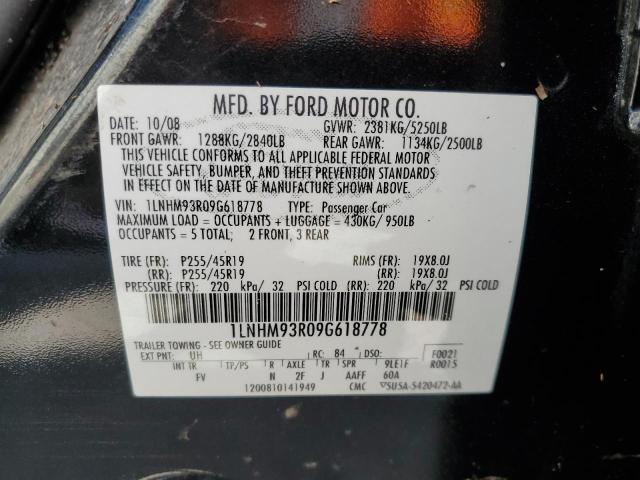 MFD. BY FORD MOTOR CO.
DATE: 10/08 GVWR: 2381KG/5250LB
FRONT GAWR: 1288KG/2840LB REAR GAWR: 1134KG/2500LB
THIS VEHICLE CONFORMS TO ALL APPLICABLE FEDERAL MOTOR
VEHICLE SAFETY, BUMPER, AND THEFT PREVENTION STANDARDS
IN EFFECT ON THE DATE OF MANUFACTURE SHOWN ABOVE.
VIN: 1LNHM93R09G618778 TYPE: Passenger Car
MAXIMUM LOAD = OCCUPANTS + LUGGAGE = 430KG/ 950LB
OCCUPANTS = 5 TOTAL; 2 FRONT, 3 REAR
TIRE (FR): P255/45R19 RIMS (FR): 19X8.0J
(RR): P255/45R19 (RR): 19X8.0J
PRESSURE (FR): 220 kPa/ 32 PSI COLD (RR): 220 kPa/ 32 PSI COLD
1LNHM93R09G618778
TRAILER TOWING - SEE OWNER GUIDE
EXT PNT: UH RC: 84 DSO: F0021
INT TR TP/PS R AXLE TR SPR 9LE1F R0015
FV N 2F J AAFF 60A
1200810141949 CMC 5U5A-5420472-AA